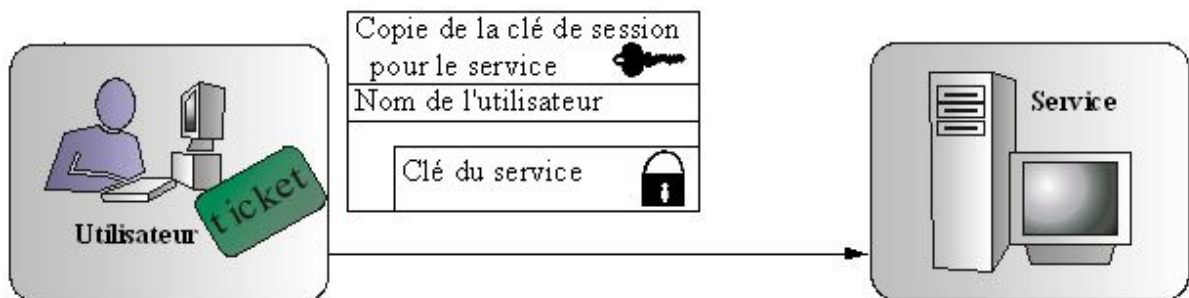 Copie de la clé de session
pour le service
Nom de l'utilisateur
Clé du service
ticket
Utilisateur
Service